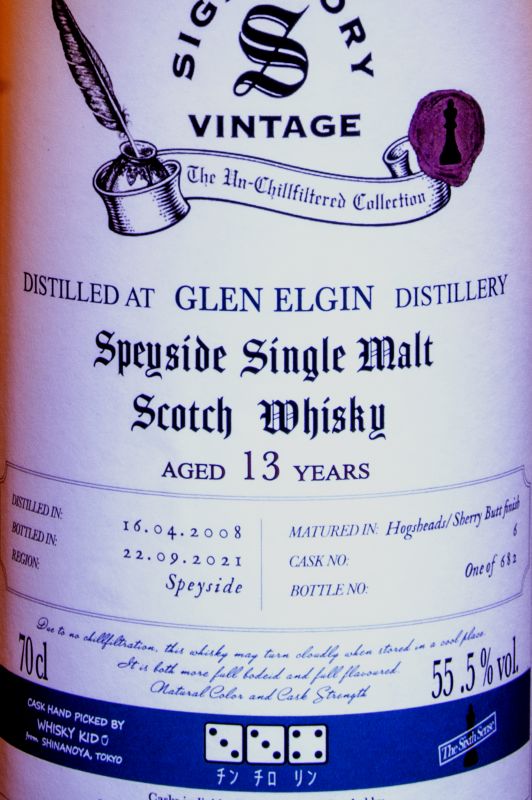 SIGNATORY
VINTAGE
The Un-Chillfiltered Collection
DISTILLED AT GLEN ELGIN DISTILLERY
Speyside Single Malt
Scotch Whisky
AGED 13 YEARS
DISTILLED IN: 16.04.2008
BOTTLED IN: 22.09.2021
REGION: Speyside
MATURED IN: Hogsheads/Sherry Butt finish
CASK NO: 6
BOTTLE NO: One of 682
Due to no chillfiltration, this whisky may turn cloudly when stored in a cool place.
It is both more full bodeid and full flavoured.
Natural Color and Cask Strength
70cl
55.5% vol.
CASK HAND PICKED BY
WHISKY KID
from SHINANOYA, TOKYO
チン チロ リン
The Sixth Sense